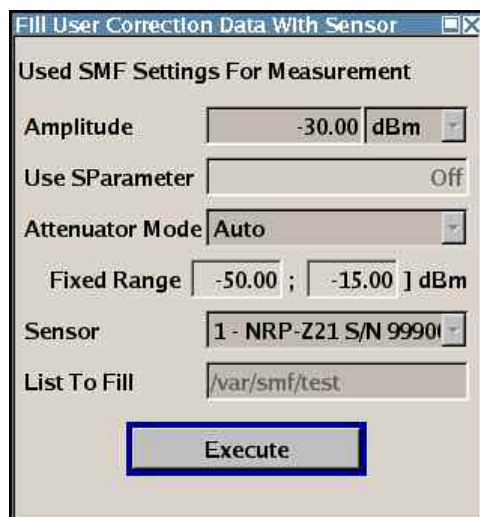 Fill User Correction Data With Sensor
Used SMF Settings For Measurement
Amplitude -30.00 dBm
Use SParameter Off
Attenuator Mode Auto
Fixed Range [ -50.00 ; -15.00 ] dBm
Sensor 1 - NRP-Z21 S/N 9990
List To Fill /var/smf/test
Execute